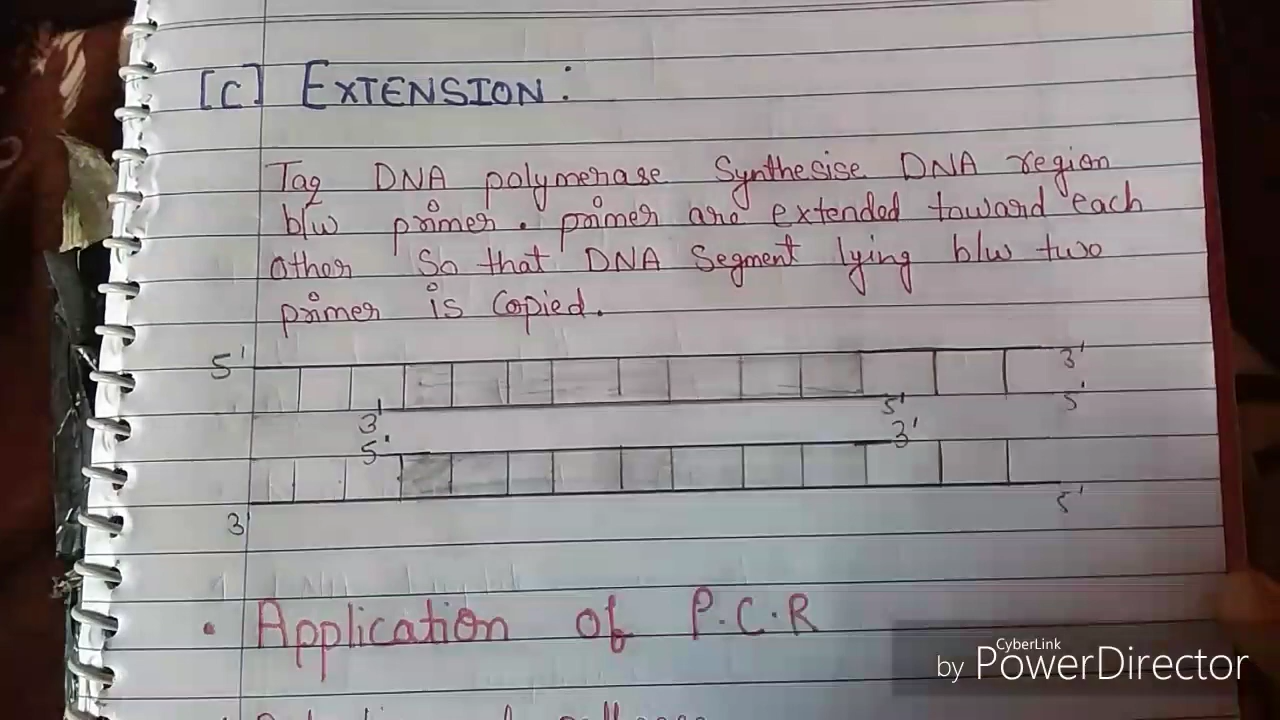 [C] EXTENSION:
Taq DNA polymerase Synthesise DNA region
b/w primer. primer are extended toward each
other So that DNA Segment lying b/w two
primer is Copied.
5' 3'
3' 5' 5'
5' 3'
3' 5'
• Application of P.C.R
CyberLink
by PowerDirector